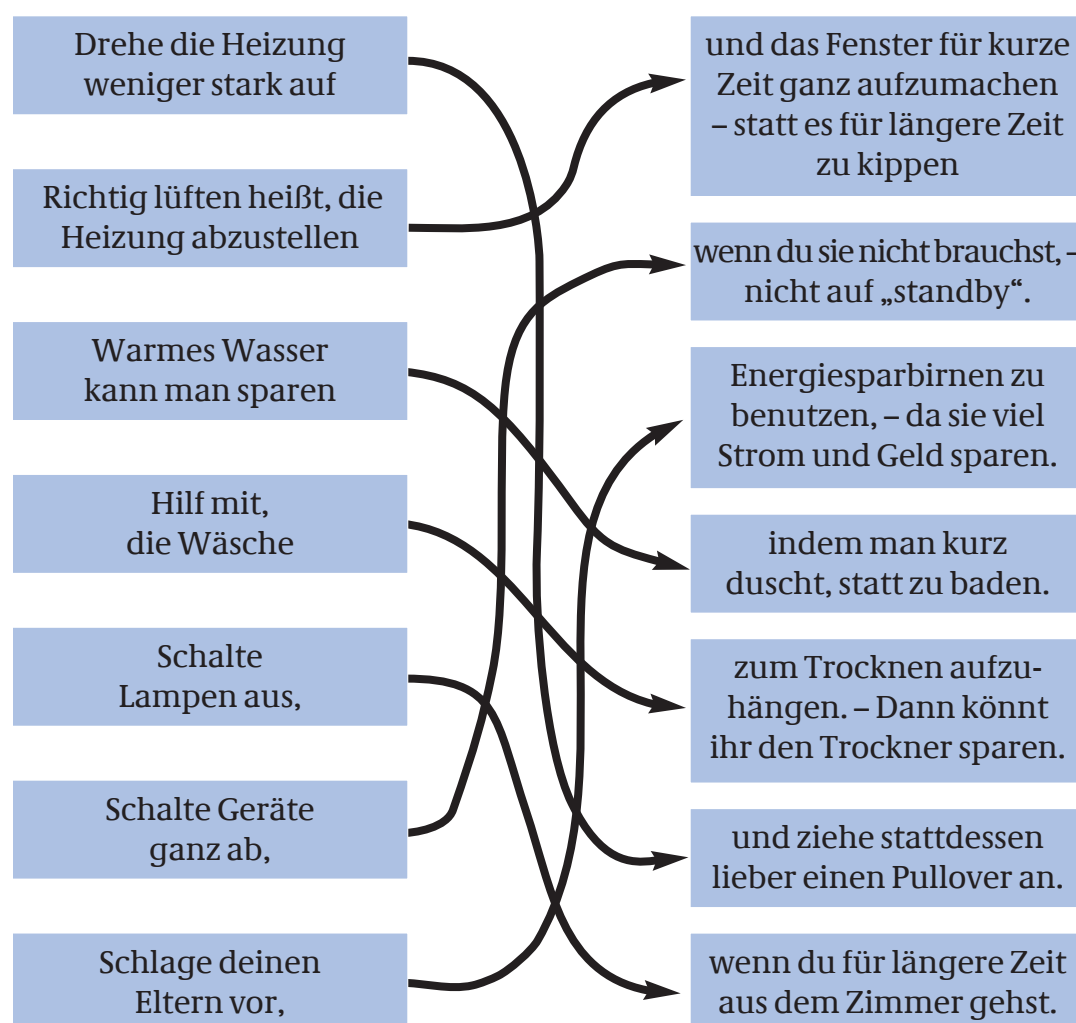 Drehe die Heizung
weniger stark auf
Richtig lüften heißt, die
Heizung abzustellen
Warmes Wasser
kann man sparen
Hilf mit,
die Wäsche
Schalte
Lampen aus,
Schalte Geräte
ganz ab,
Schlage deinen
Eltern vor,
und das Fenster für kurze
Zeit ganz aufzumachen
– statt es für längere Zeit
zu kippen
wenn du sie nicht brauchst, –
nicht auf „standby“.
Energiesparbirnen zu
benutzen, – da sie viel
Strom und Geld sparen.
indem man kurz
duscht, statt zu baden.
zum Trocknen aufzu-
hängen. – Dann könnt
ihr den Trockner sparen.
und ziehe stattdessen
lieber einen Pullover an.
wenn du für längere Zeit
aus dem Zimmer gehst.